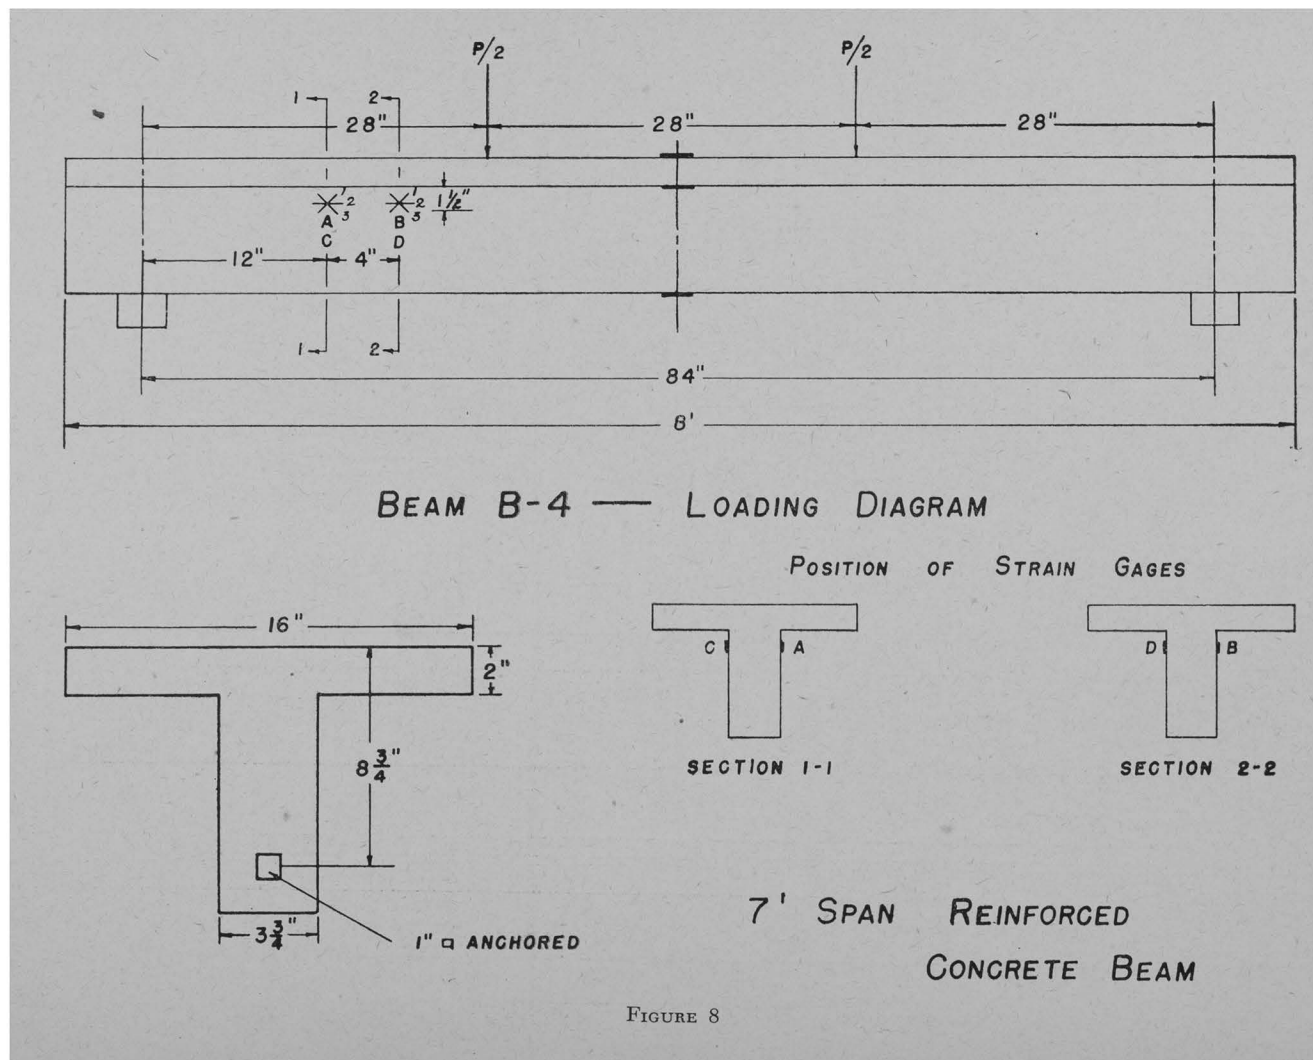 P/2 P/2
1 2
28" 28" 28"
1 2 3 1 2 3 1 1/2"
A B
C D
12" 4"
1 2
84"
8'
BEAM B-4 — LOADING DIAGRAM
POSITION OF STRAIN GAGES
16"
2"
C A D B
8 3/4"
SECTION 1-1 SECTION 2-2
3 3/4"
1" □ ANCHORED
7' SPAN REINFORCED
CONCRETE BEAM
FIGURE 8